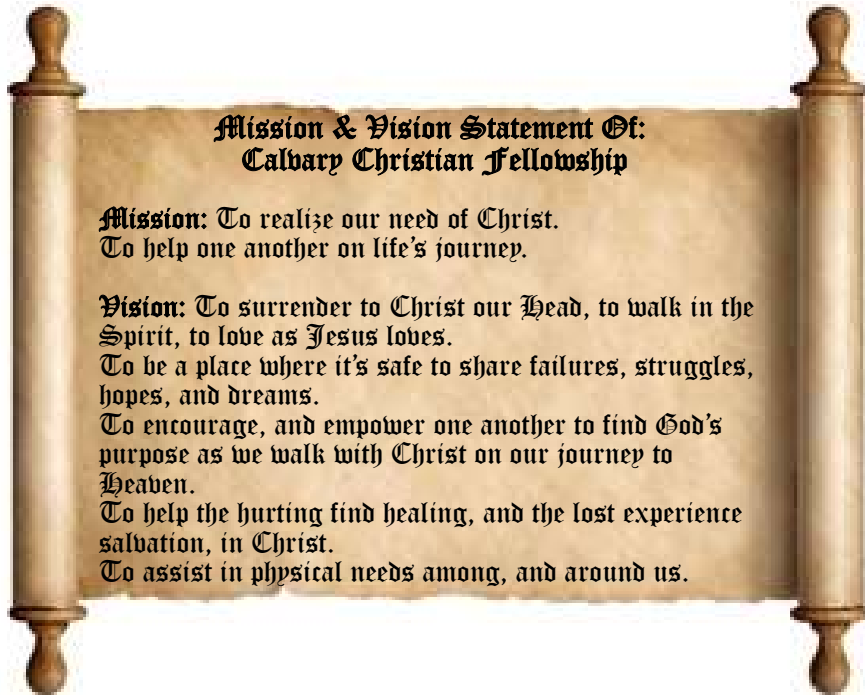 Mission & Vision Statement Of:
Calvary Christian Fellowship
Mission: To realize our need of Christ.
To help one another on life's journey.
Vision: To surrender to Christ our Head, to walk in the
Spirit, to love as Jesus loves.
To be a place where it's safe to share failures, struggles,
hopes, and dreams.
To encourage, and empower one another to find God's
purpose as we walk with Christ on our journey to
Heaven.
To help the hurting find healing, and the lost experience
salvation, in Christ.
To assist in physical needs among, and around us.